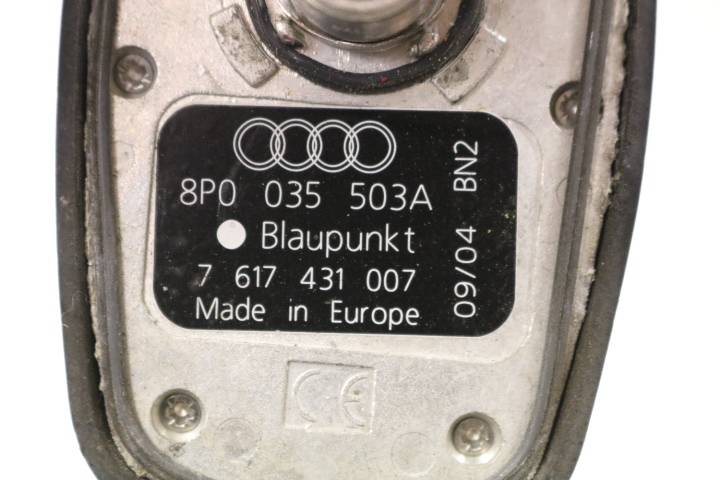 8P0 035 503A
Blaupunkt
7 617 431 007
Made in Europe
09/04 BN2
CE